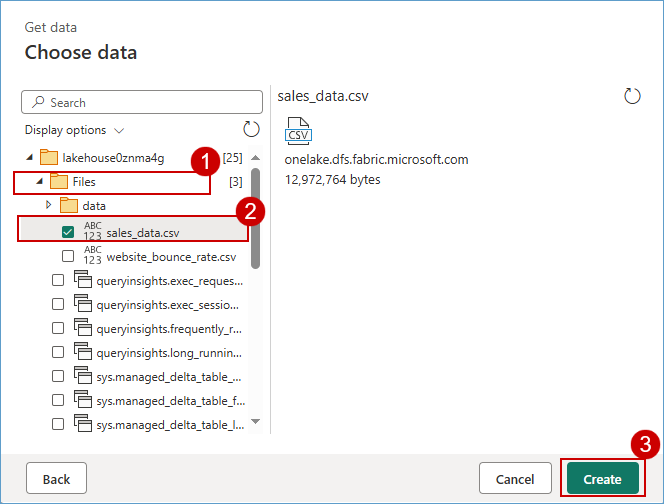 Get data
Choose data
Search
Display options
lakehouse0znma4g [25]
1
Files [3]
data
2
ABC
123 sales_data.csv
ABC
123 website_bounce_rate.csv
queryinsights.exec_reques...
queryinsights.exec_sessio...
queryinsights.frequently_r...
queryinsights.long_runnin...
sys.managed_delta_table_...
sys.managed_delta_table_f...
sys.managed_delta_table_l...
sales_data.csv
CSV
onelake.dfs.fabric.microsoft.com
12,972,764 bytes
3
Back
Cancel
Create